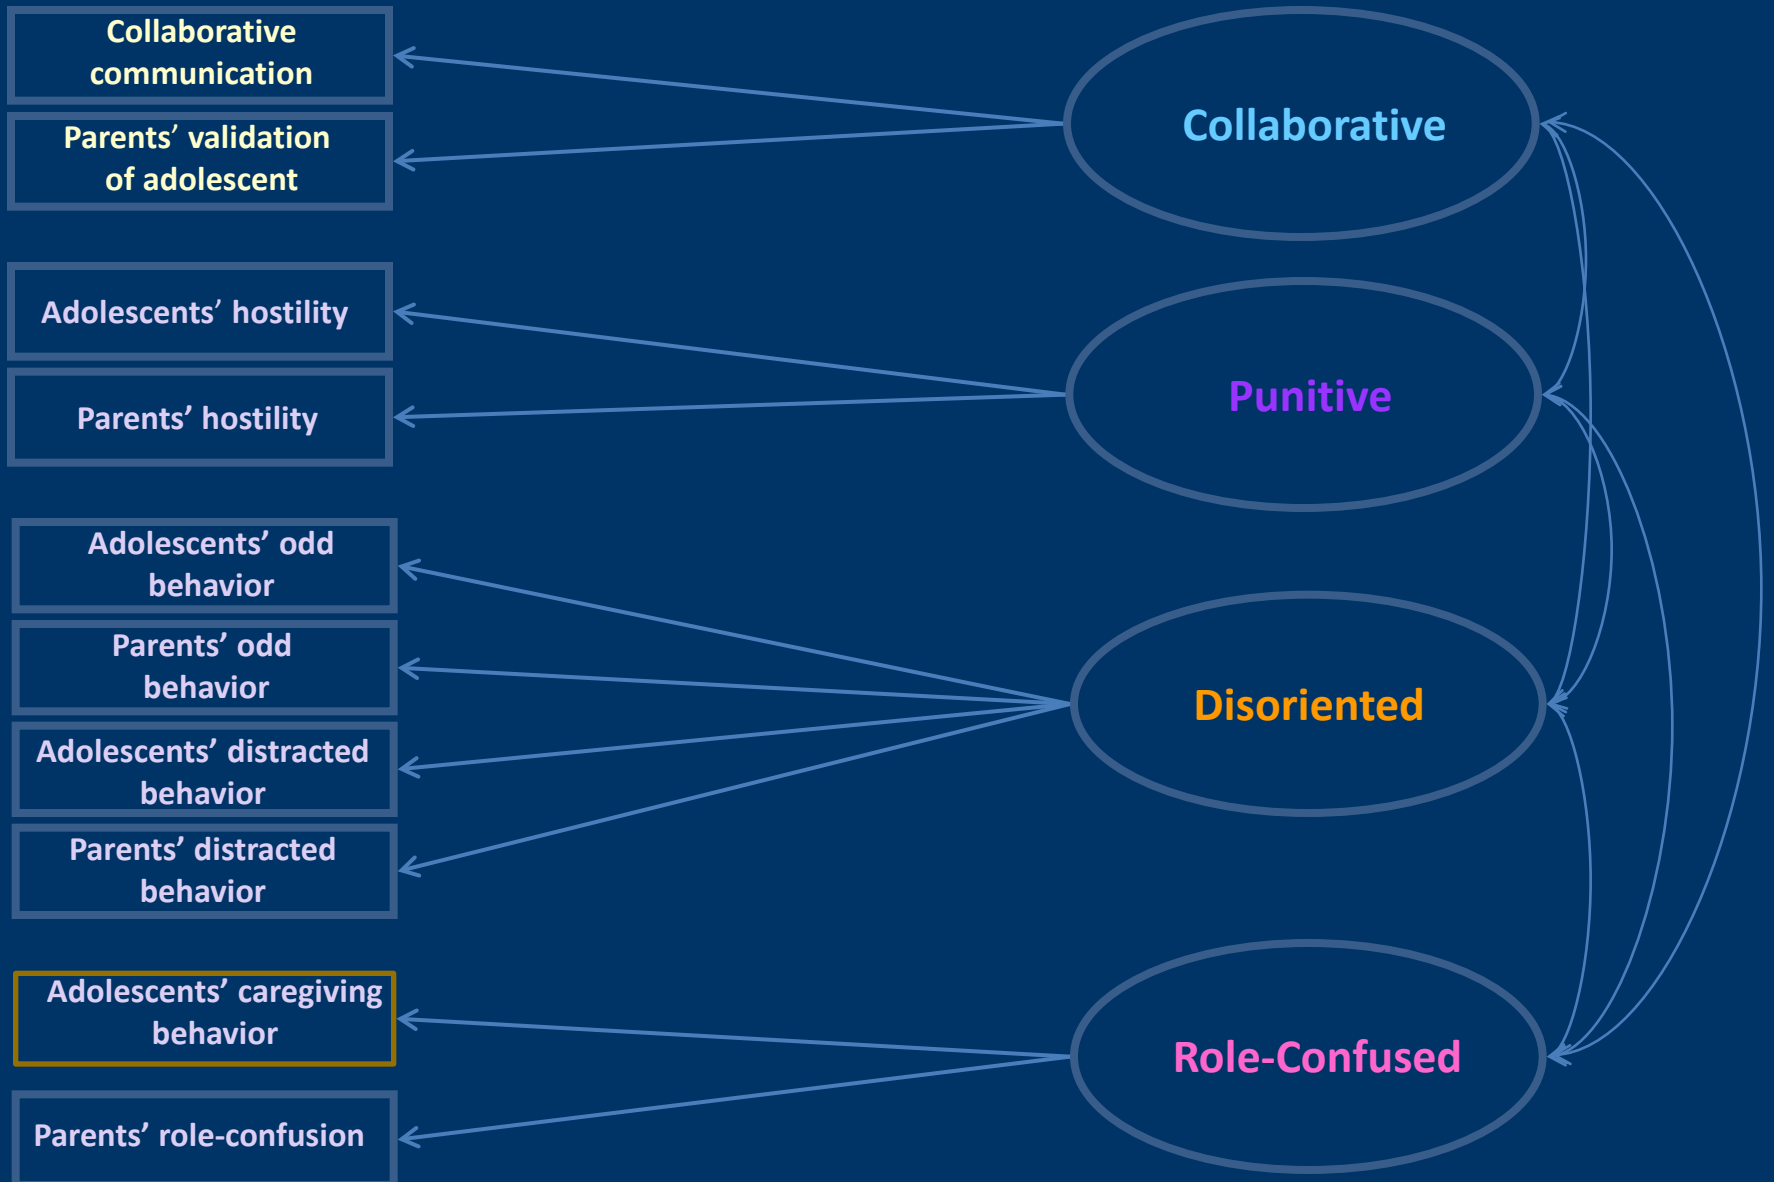 Collaborative
communication
Parents’ validation
of adolescent
Collaborative
Adolescents’ hostility
Parents’ hostility
Punitive
Adolescents’ odd
behavior
Parents’ odd
behavior
Adolescents’ distracted
behavior
Parents’ distracted
behavior
Disoriented
Adolescents’ caregiving
behavior
Parents’ role-confusion
Role-Confused